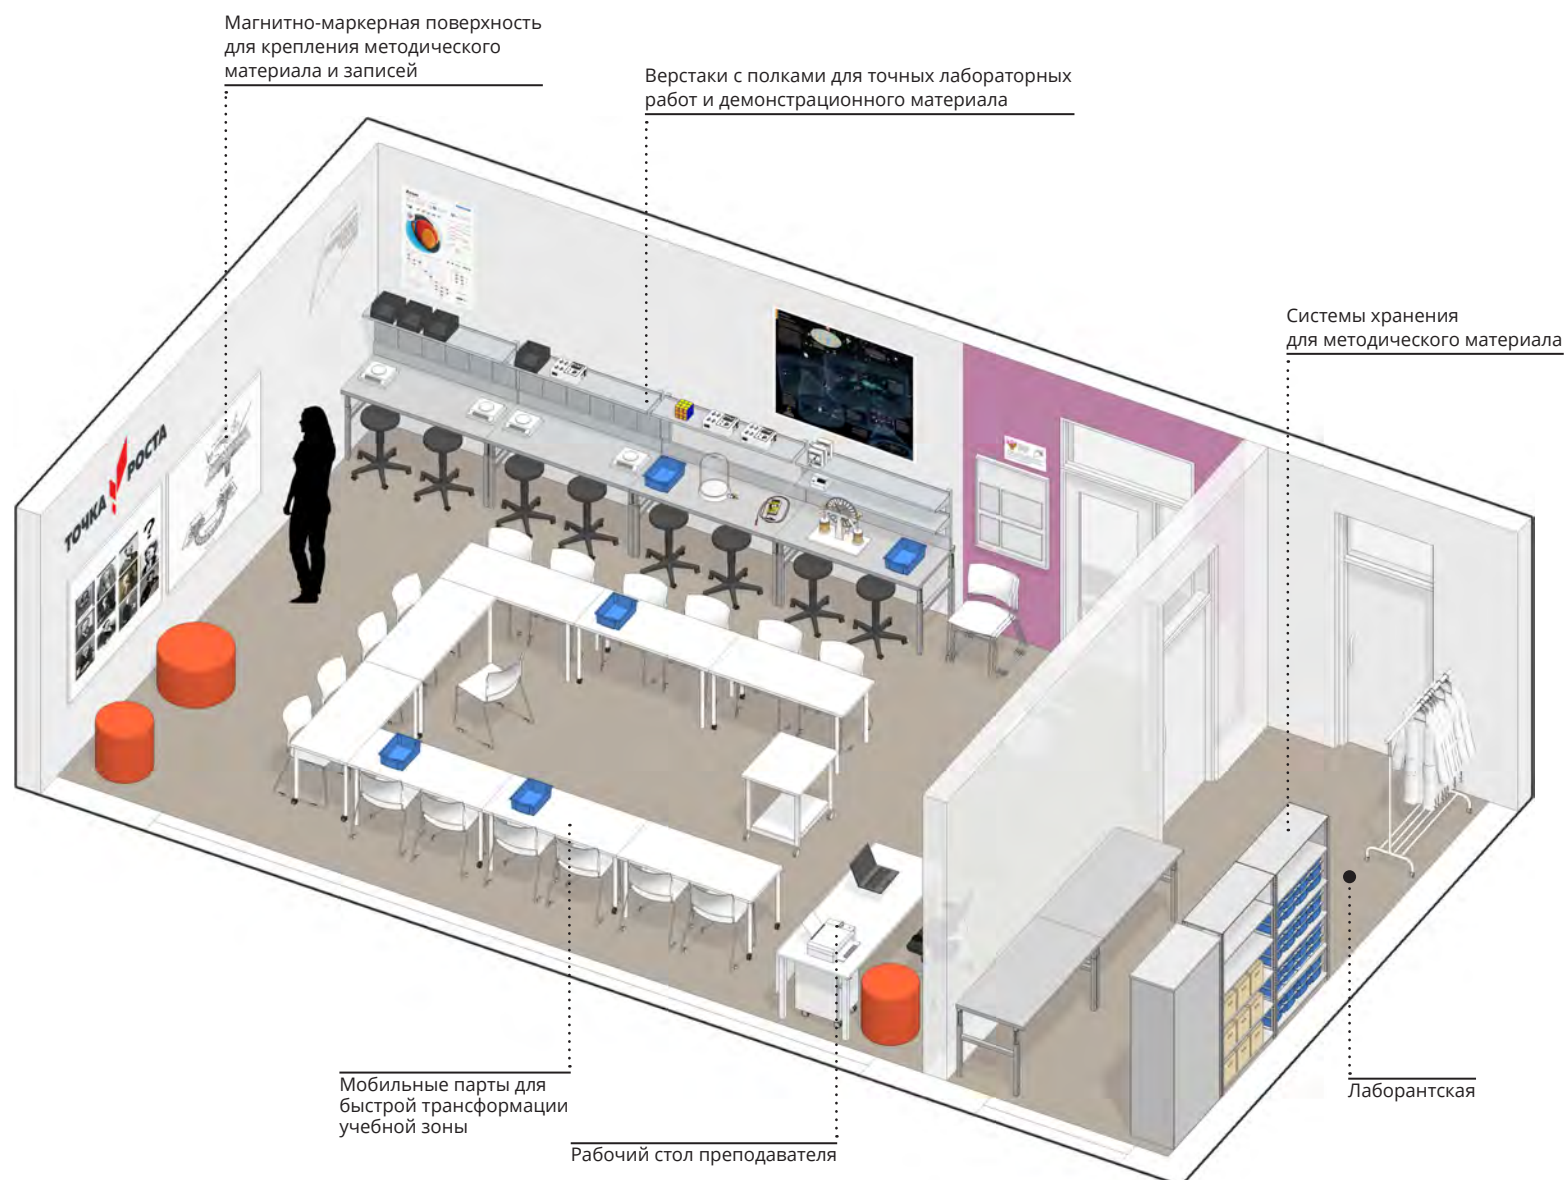 Магнитно-маркерная поверхность
для крепления методического
материала и записей
Верстаки с полками для точных лабораторных
работ и демонстрационного материала
Системы хранения
для методического материала
ТОЧКА РОСТА
?
Мобильные парты для
быстрой трансформации
учебной зоны
Рабочий стол преподавателя
Лаборантская